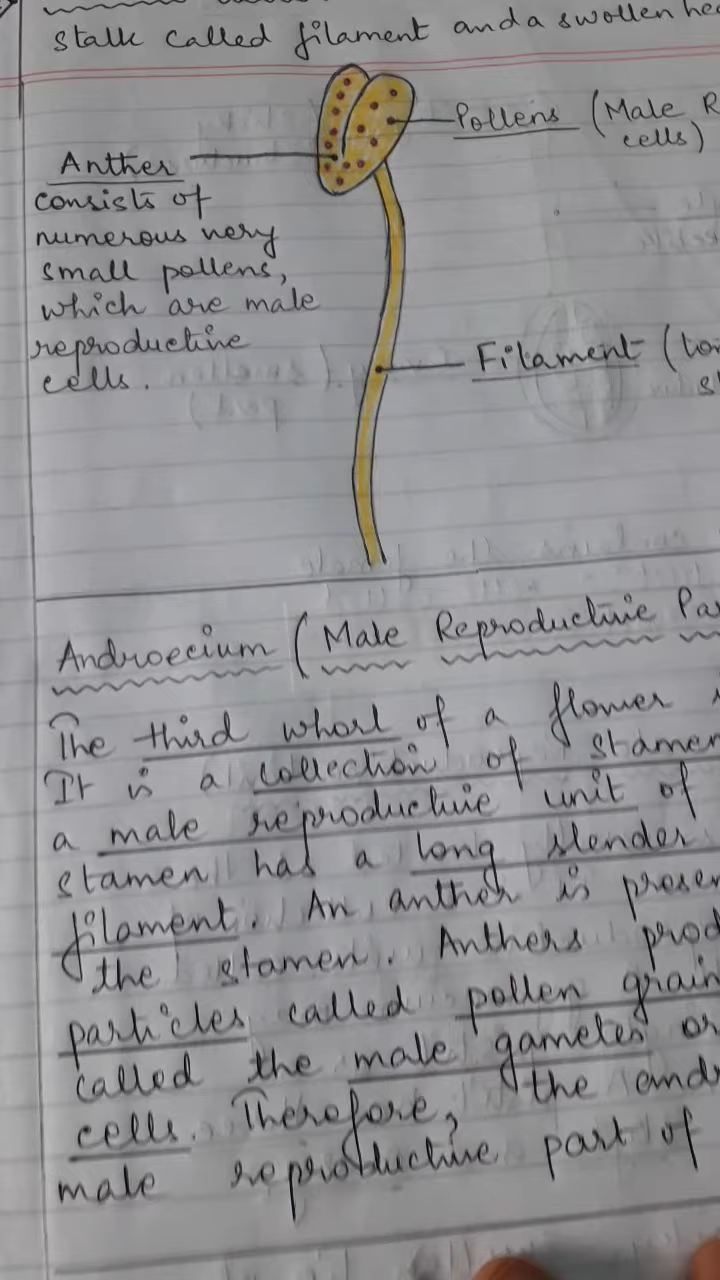 stalk called filament and a swollen hea
Pollens (Male R
cells)
Anther
consists of
numerous very
small pollens,
which are male
reproductive
cells.
Filament (lon
Androecium (Male Reproductive Pa
The third whorl of a flower
It is a collection of stamen
a male reproductive unit of
stamen has a long slender
filament. An anther is presen
the stamen. Anthers prod
particles called pollen grain
called the male gametes or
cells. Therefore, the andr
male reproductive part of